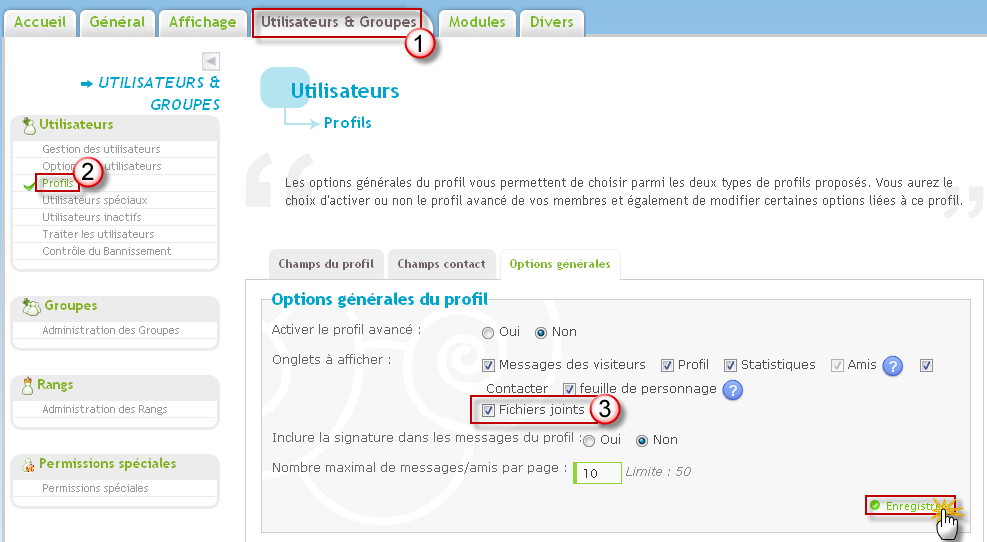 Accueil Général Affichage Utilisateurs & Groupes Modules Divers
1
➡ UTILISATEURS &
GROUPES
Utilisateurs
Gestion des utilisateurs
utilisateurs
Profils
2
Utilisateurs spéciaux
Utilisateurs inactifs
Traiter les utilisateurs
Contrôle du Bannissement
Groupes
Administration des Groupes
Rangs
Administration des Rangs
Permissions spéciales
Permissions spéciales
Utilisateurs
Profils
Les options générales du profil vous permettent de choisir parmi les deux types de profils proposés. Vous aurez le
choix d'activer ou non le profil avancé de vos membres et également de modifier certaines options liées à ce profil.
Champs du profil Champs contact Options générales
Options générales du profil
Activer le profil avancé : Oui Non
Onglets à afficher : Messages des visiteurs Profil Statistiques Amis ?
Contacter feuille de personnage ?
Fichiers joints 3
Inclure la signature dans les messages du profil : Oui Non
Nombre maximal de messages/amis par page : 10 Limite : 50